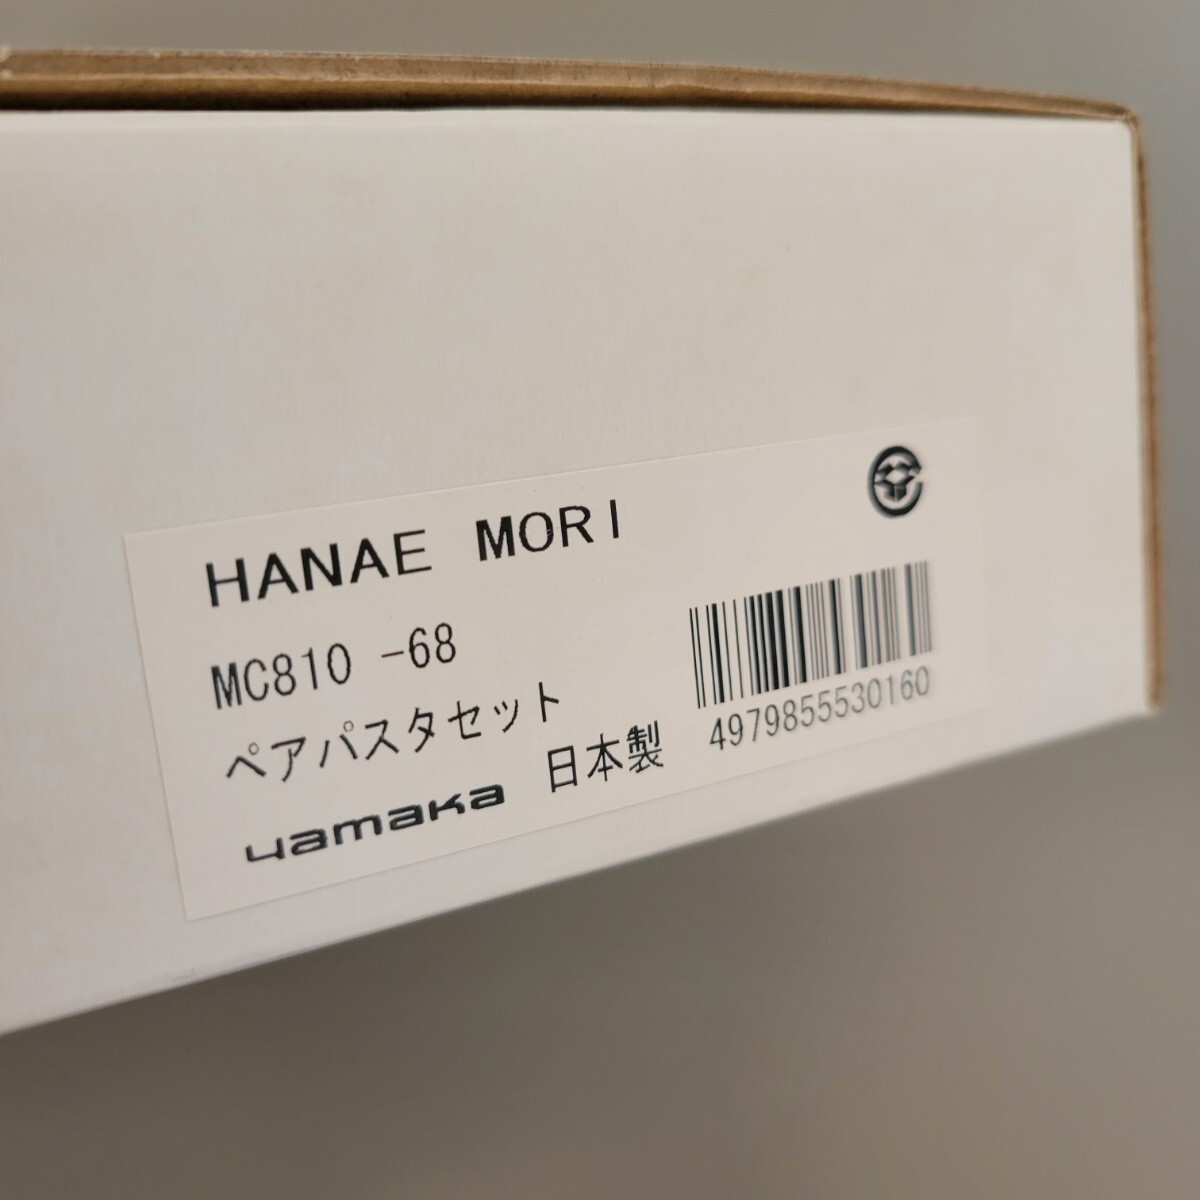 HANAE MORI
MC810 -68
ペアパスタセット
yamaka 日本製
4979855530160